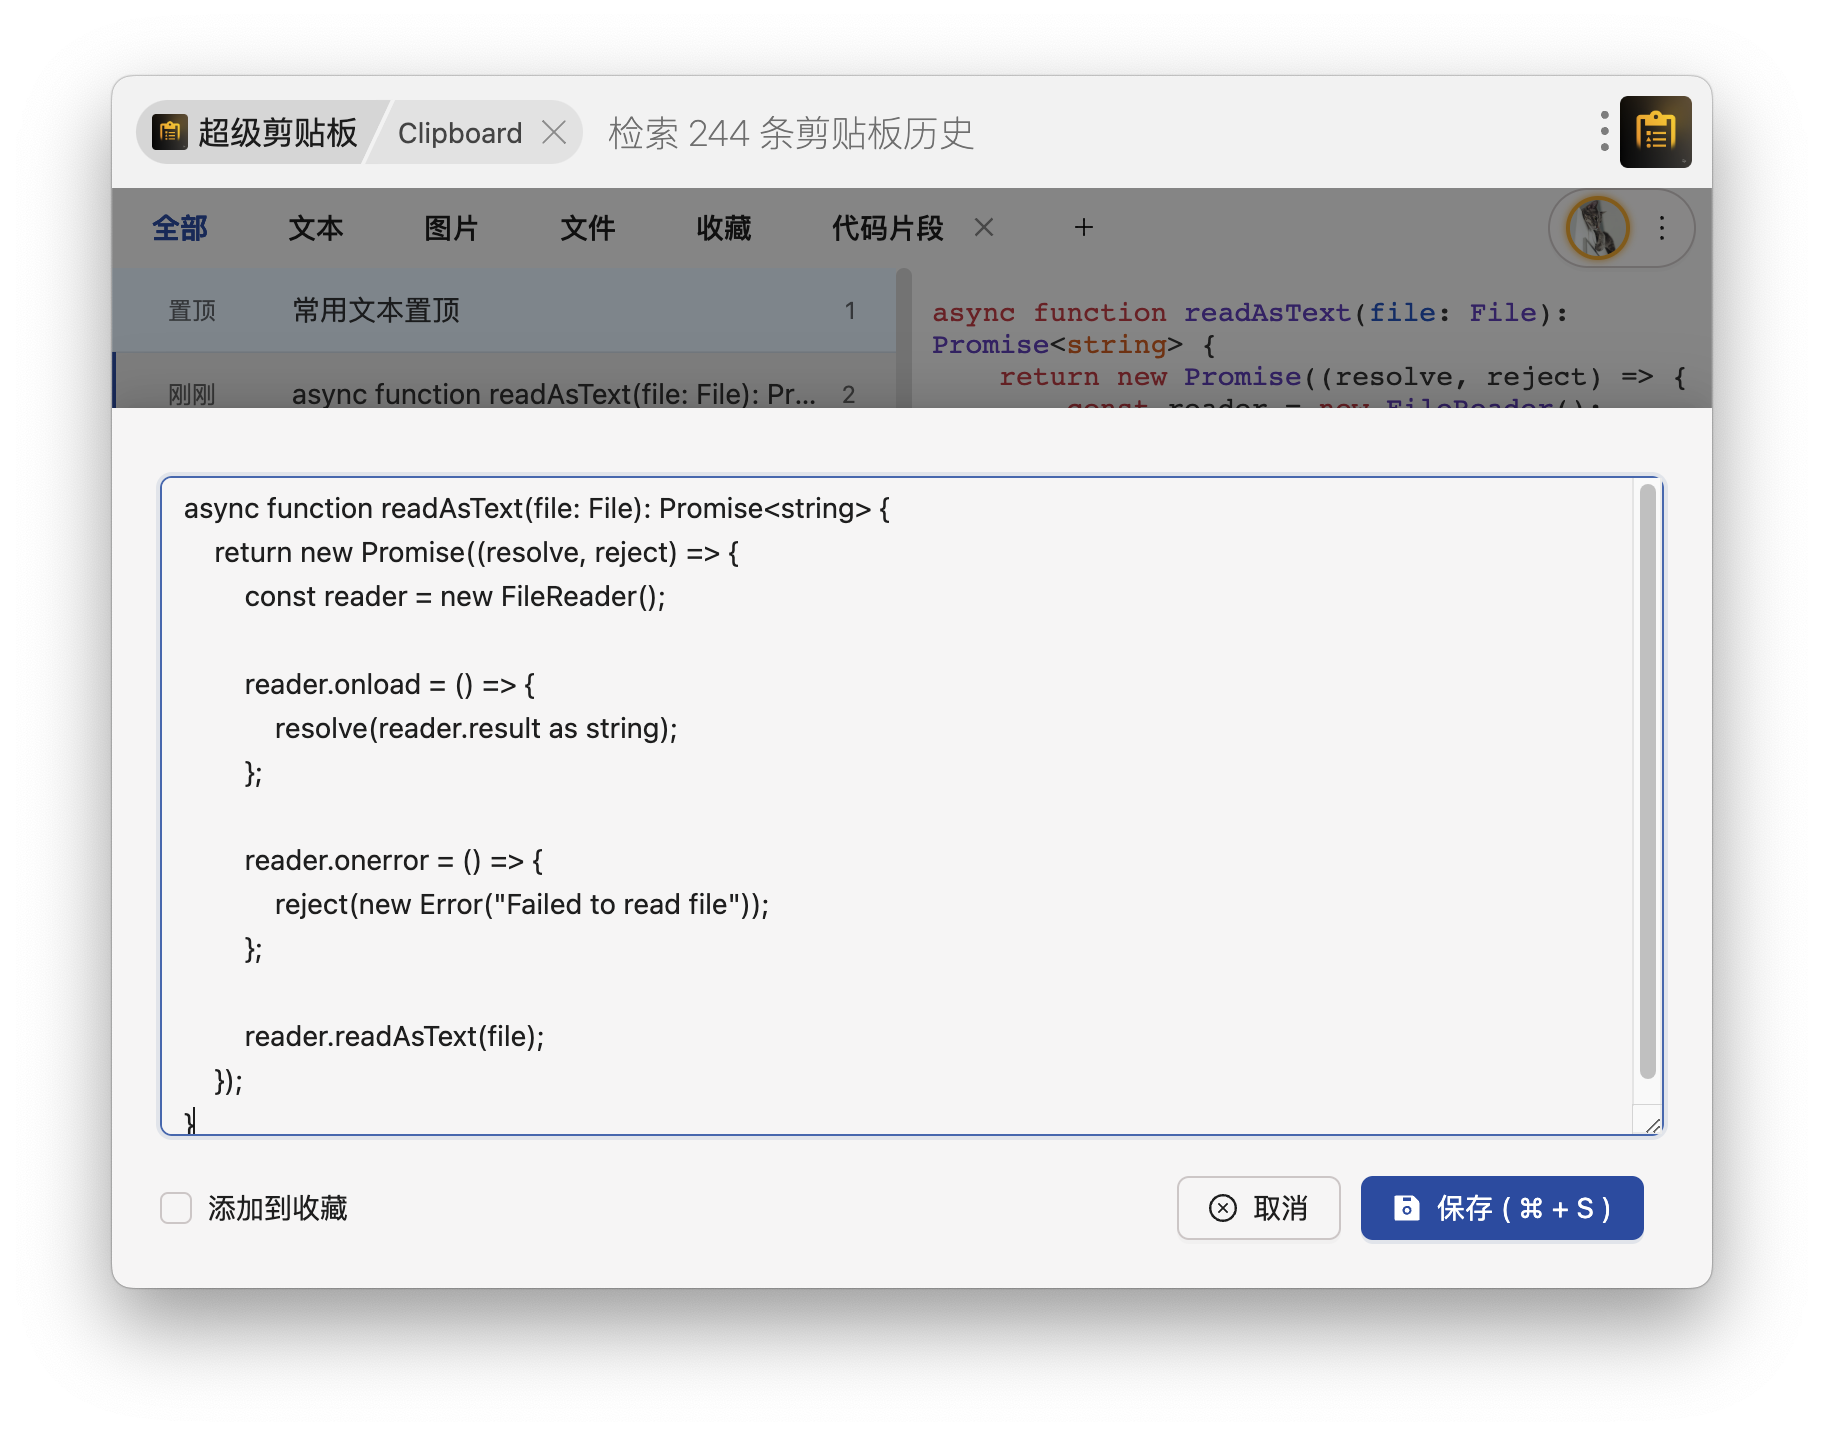 超级剪贴板 Clipboard 检索 244 条剪贴板历史
全部 文本 图片 文件 收藏 代码片段
置顶 常用文本置顶 1
刚刚 async function readAsText(file: File): Pr... 2
async function readAsText(file: File):
Promise<string> {
return new Promise((resolve, reject) => {
const reader = new FileReader();
async function readAsText(file: File): Promise<string> {
return new Promise((resolve, reject) => {
const reader = new FileReader();
reader.onload = () => {
resolve(reader.result as string);
};
reader.onerror = () => {
reject(new Error("Failed to read file"));
};
reader.readAsText(file);
});
}
添加到收藏 取消 保存 ( ⌘ + S )